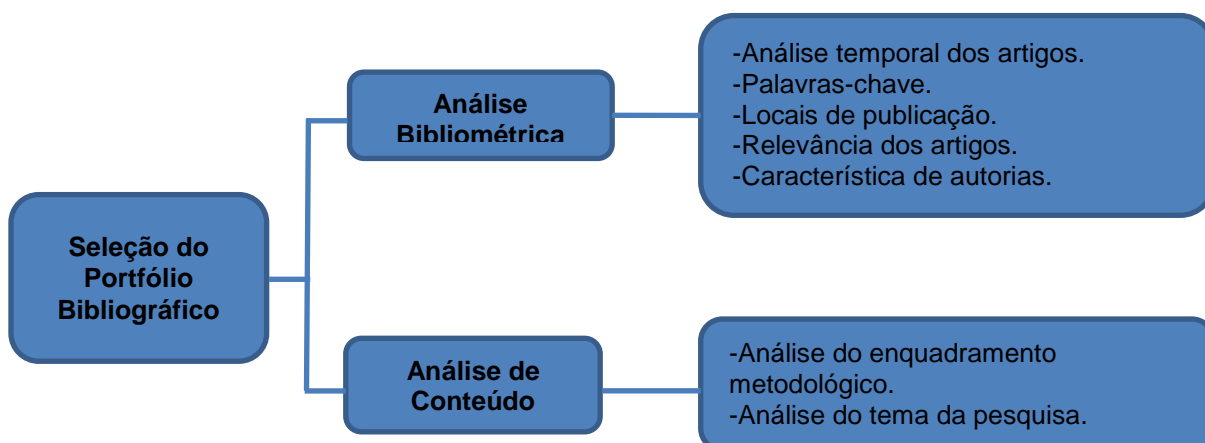 Seleção do
Portfólio
Bibliográfico
Análise
Bibliométrica
-Análise temporal dos artigos.
-Palavras-chave.
-Locais de publicação.
-Relevância dos artigos.
-Característica de autorias.
Análise de
Conteúdo
-Análise do enquadramento
metodológico.
-Análise do tema da pesquisa.